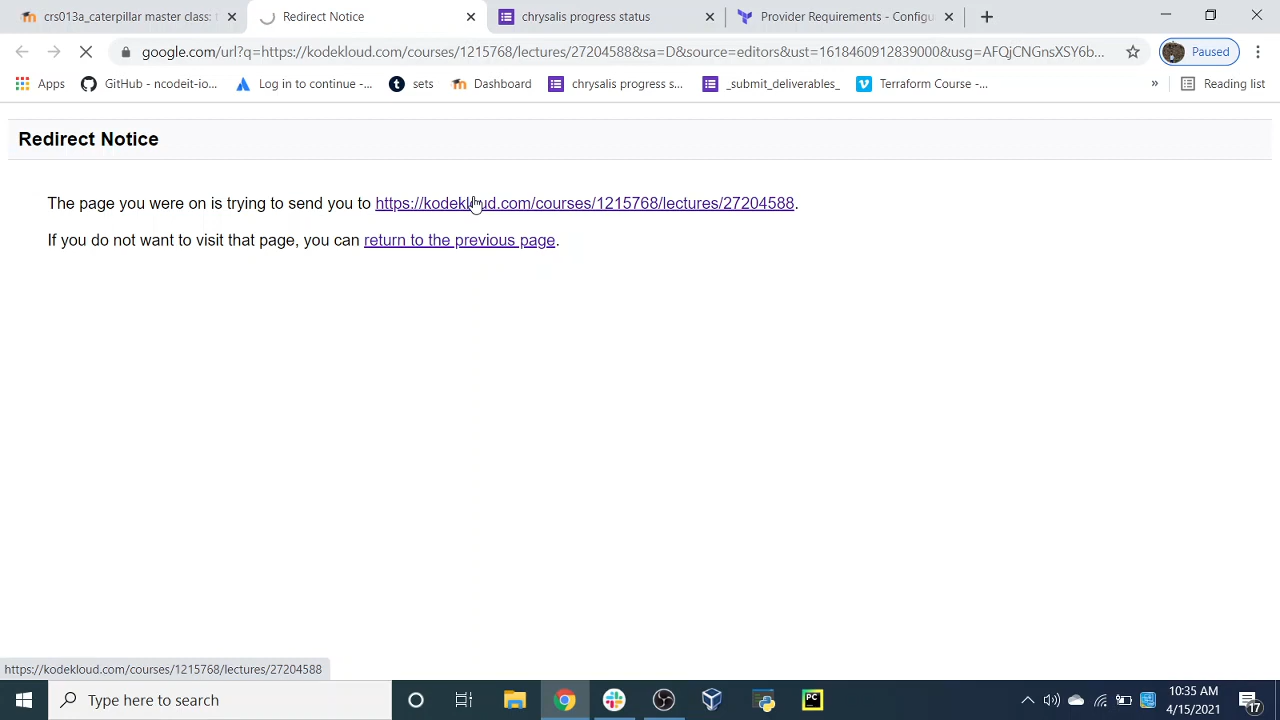 crs013a_caterpillar master class:
Redirect Notice
chrysalis progress status
Provider Requirements - Config
google.com/url?q=https://kodekloud.com/courses/1215768/lectures/27204588&sa=D&source=editors&ust=1618460912839000&usg=AFQjCNGnsXSY6b...
Paused
Apps
GitHub - ncodeit-io...
Log in to continue -...
sets
Dashboard
chrysalis progress s...
_submit_deliverables_
Terraform Course -...
»
Reading list
Redirect Notice
The page you were on is trying to send you to https://kodekloud.com/courses/1215768/lectures/27204588.
If you do not want to visit that page, you can return to the previous page.
https://kodekloud.com/courses/1215768/lectures/27204588
Type here to search
PC
10:35 AM
4/15/2021
17